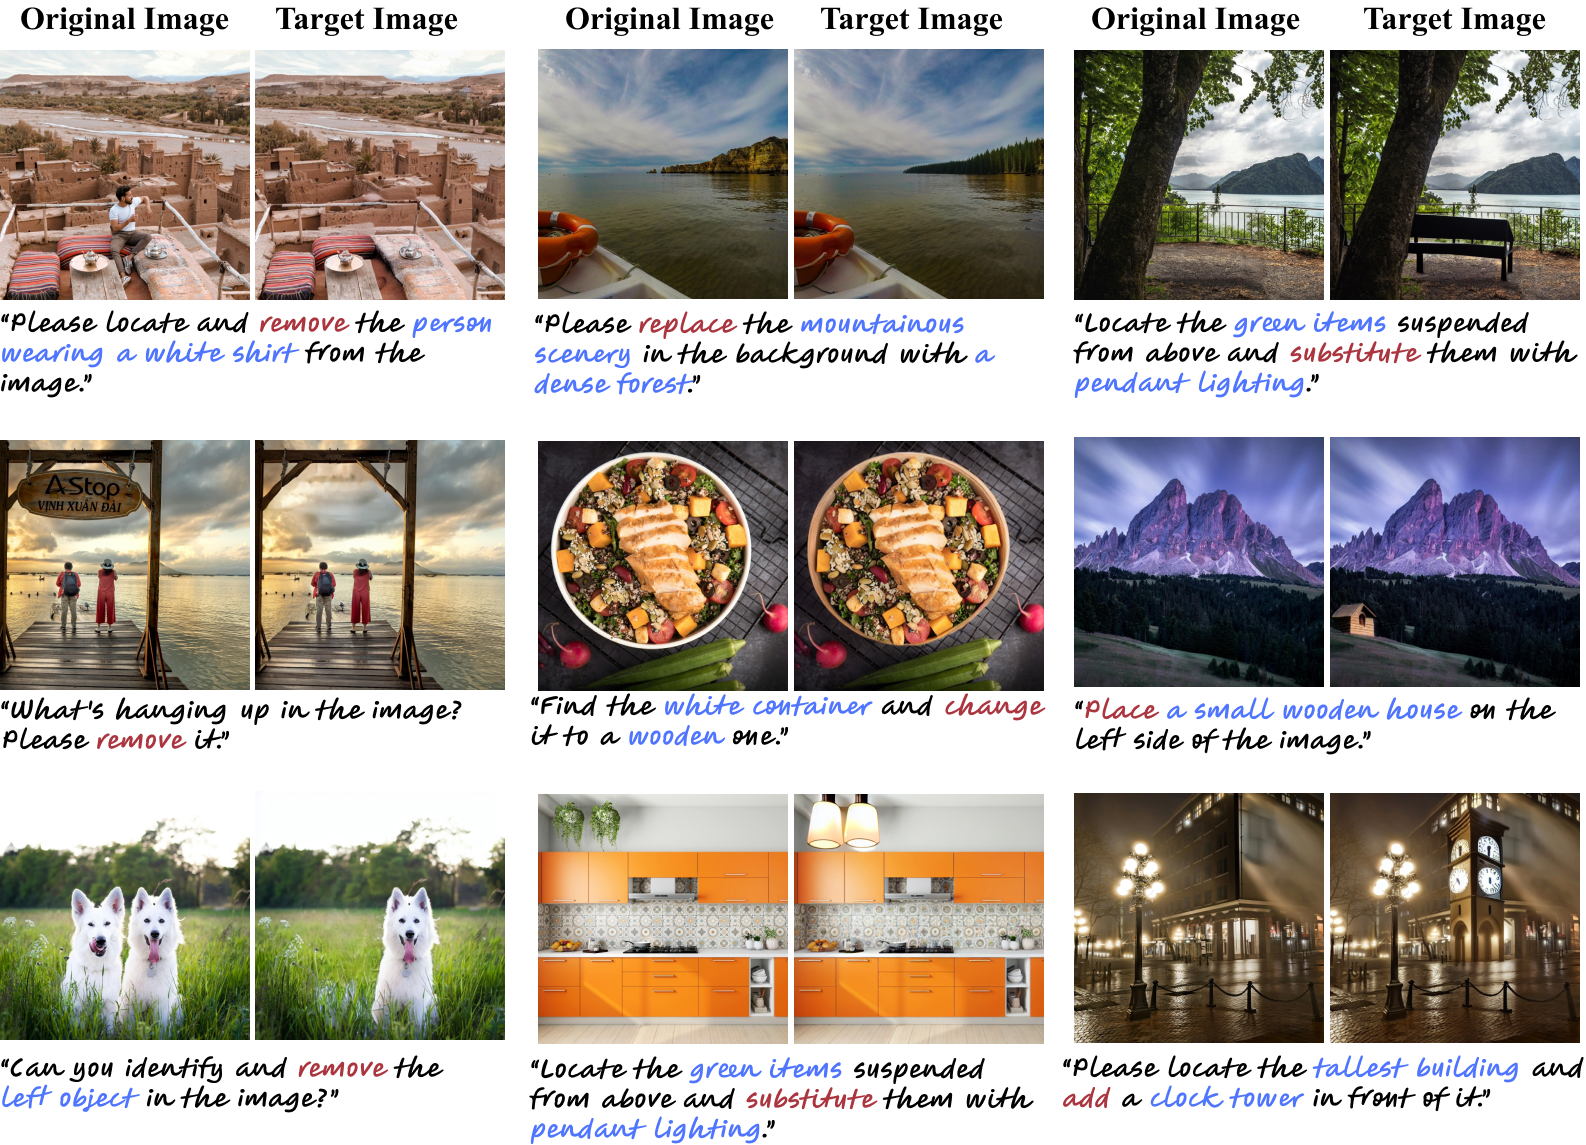 Original Image Target Image Original Image Target Image Original Image Target Image
“Please locate and remove the person
wearing a white shirt from the
image.”
“Please replace the mountainous
scenery in the background with a
dense forest.”
“Locate the green items suspended
from above and substitute them with
pendant lighting.”
AStop
VỊNH XUÂN ĐÀI
“What's hanging up in the image?
Please remove it.”
“Find the white container and change
it to a wooden one.”
“Place a small wooden house on the
left side of the image.”
“Can you identify and remove the
left object in the image?”
“Locate the green items suspended
from above and substitute them with
pendant lighting.”
“Please locate the tallest building and
add a clock tower in front of it.”